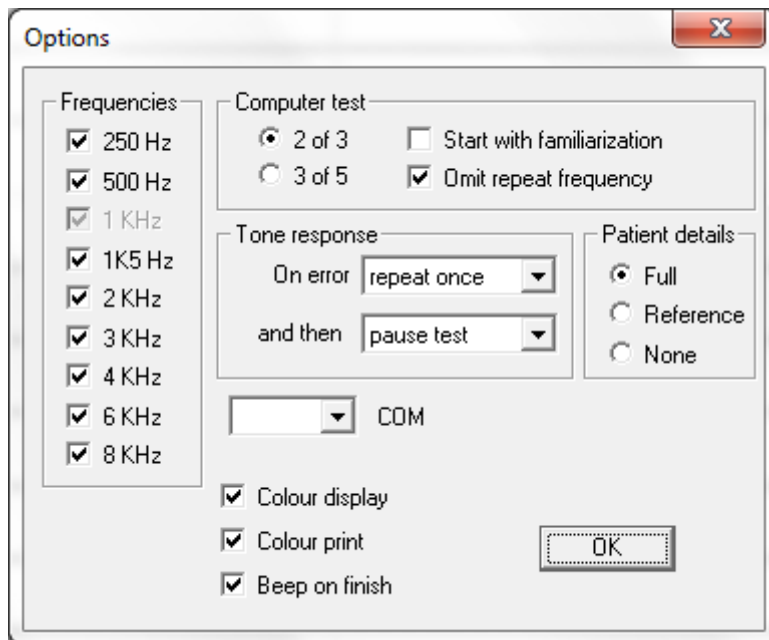 Options
Frequencies
250 Hz
500 Hz
1 KHz
1K5 Hz
2 KHz
3 KHz
4 KHz
6 KHz
8 KHz
Computer test
2 of 3
Start with familiarization
3 of 5
Omit repeat frequency
Tone response
On error repeat once
and then pause test
Patient details
Full
Reference
None
COM
Colour display
Colour print
Beep on finish
OK